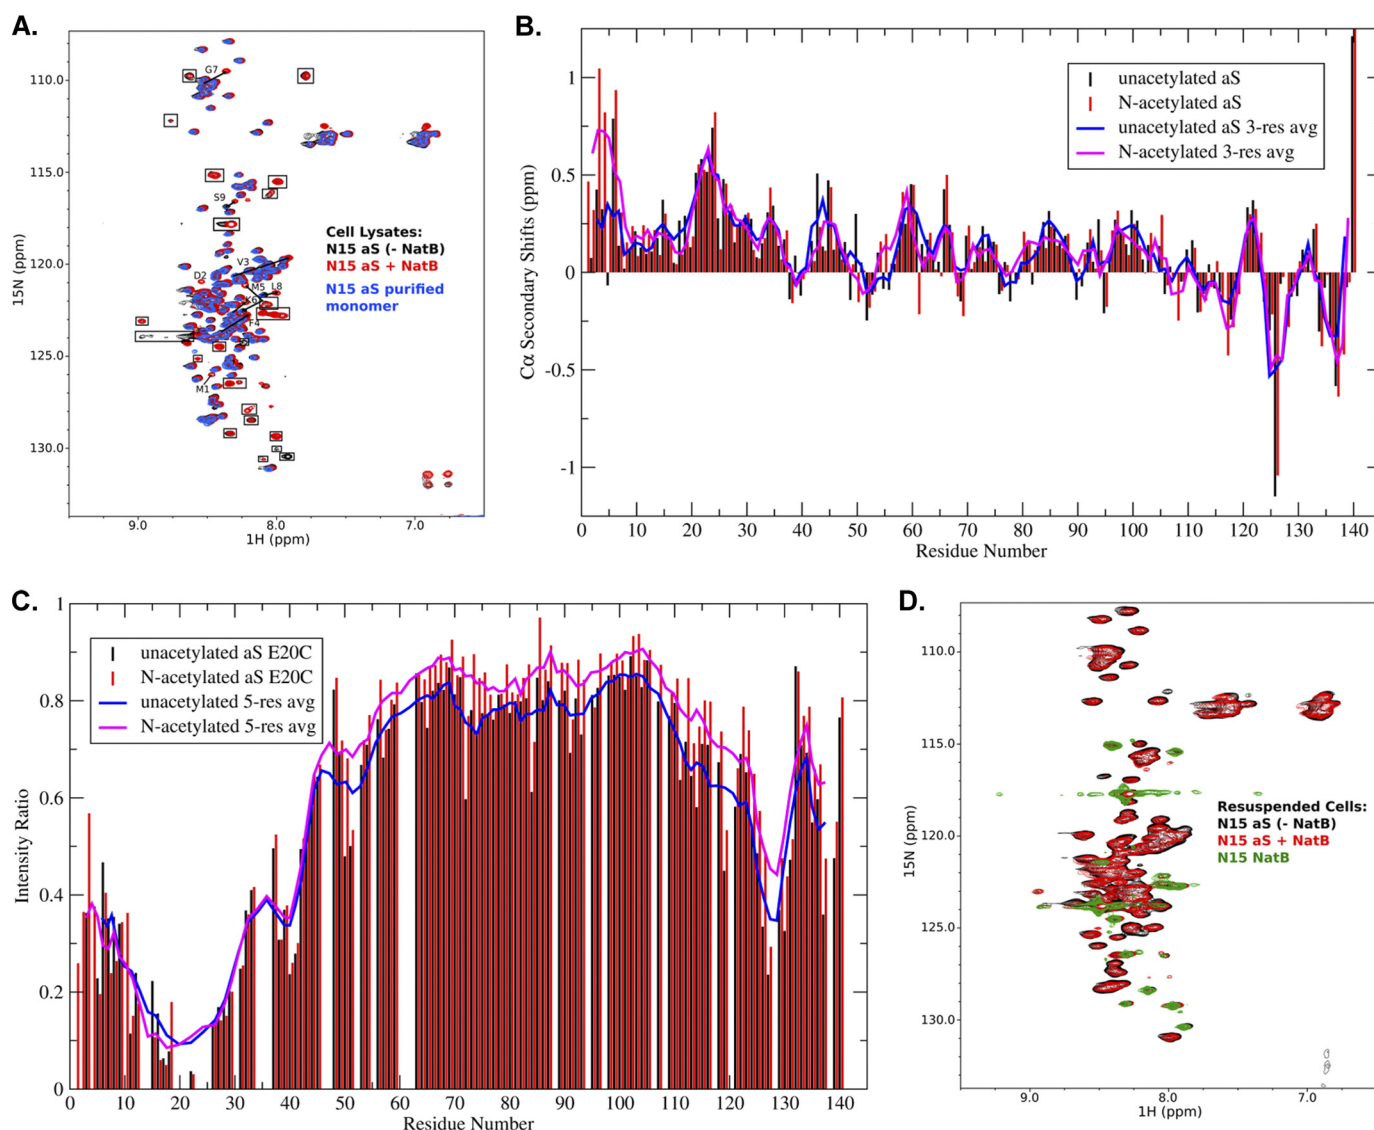 A.
110.0
115.0
120.0
125.0
130.0
15N (ppm)
G7
S9
V3
D2
M5
L8
K6
F4
M1
Cell Lysates:
N15 aS (- NatB)
N15 aS + NatB
N15 aS purified
monomer
9.0
8.0
7.0
1H (ppm)
B.
1
0.5
0
-0.5
-1
Cα Secondary Shifts (ppm)
unacetylated aS
N-acetylated aS
unacetylated aS 3-res avg
N-acetylated 3-res avg
0 10 20 30 40 50 60 70 80 90 100 110 120 130 140
Residue Number
C.
1
0.8
0.6
0.4
0.2
0
Intensity Ratio
unacetylated aS E20C
N-acetylated aS E20C
unacetylated 5-res avg
N-acetylated 5-res avg
0 10 20 30 40 50 60 70 80 90 100 110 120 130 140
Residue Number
D.
110.0
115.0
120.0
125.0
130.0
15N (ppm)
Resuspended Cells:
N15 aS (- NatB)
N15 aS + NatB
N15 NatB
9.0
8.0
7.0
1H (ppm)